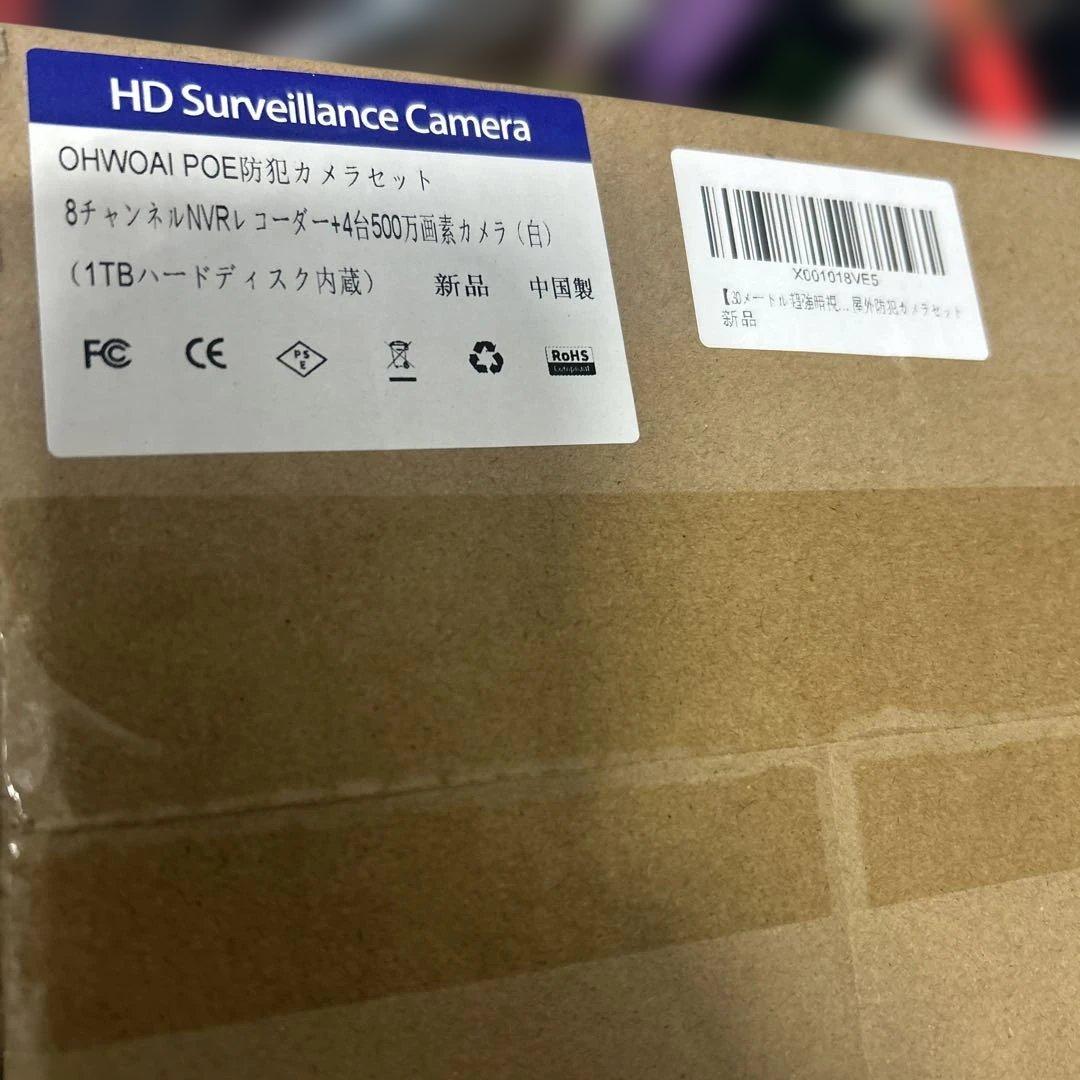 HD Surveillance Camera
OHWOAI POE防犯カメラセット
8チャンネルNVRレコーダー+4台500万画素カメラ（白）
（1TBハードディスク内蔵） 新品 中国製
FCC CE PSE RoHS
Compliant
X001018VE5
【30メートル超強暗視... 屋外防犯カメラセット
新品